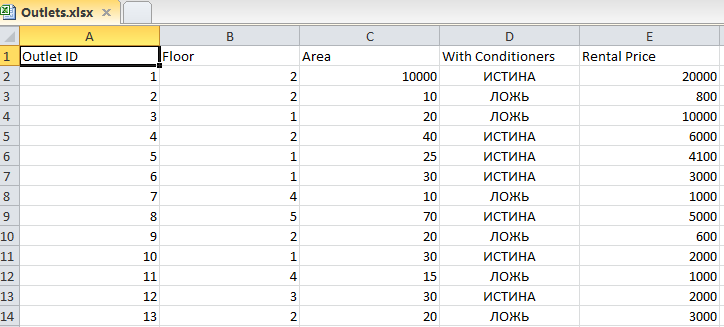 Outlets.xlsx
A B C D E
1 Outlet ID Floor Area With Conditioners Rental Price
2 1 2 10000 ИСТИНА 20000
3 2 2 10 ЛОЖЬ 800
4 3 1 20 ЛОЖЬ 10000
5 4 2 40 ИСТИНА 6000
6 5 1 25 ИСТИНА 4100
7 6 1 30 ИСТИНА 3000
8 7 4 10 ЛОЖЬ 1000
9 8 5 70 ИСТИНА 5000
10 9 2 20 ЛОЖЬ 600
11 10 1 30 ИСТИНА 2000
12 11 4 15 ЛОЖЬ 1000
13 12 3 30 ИСТИНА 2000
14 13 2 20 ЛОЖЬ 3000